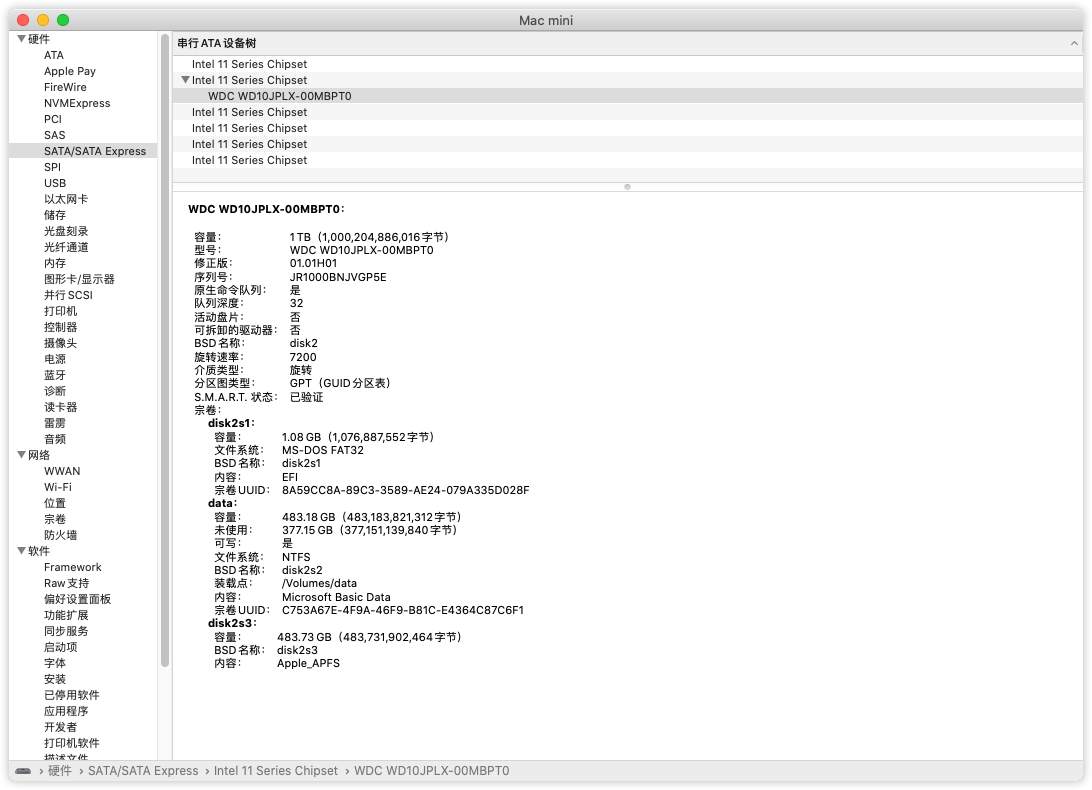 Mac mini
硬件
ATA
Apple Pay
FireWire
NVMExpress
PCI
SAS
SATA/SATA Express
SPI
USB
以太网卡
储存
光盘刻录
光纤通道
内存
图形卡/显示器
并行 SCSI
打印机
控制器
摄像头
电源
蓝牙
诊断
读卡器
雷雳
音频
网络
WWAN
Wi-Fi
位置
宗卷
防火墙
软件
Framework
Raw 支持
偏好设置面板
功能扩展
同步服务
启动项
字体
安装
已停用软件
应用程序
开发者
打印机软件
描述文件
串行 ATA 设备树
Intel 11 Series Chipset
Intel 11 Series Chipset
WDC WD10JPLX-00MBPT0
Intel 11 Series Chipset
Intel 11 Series Chipset
Intel 11 Series Chipset
Intel 11 Series Chipset
WDC WD10JPLX-00MBPT0：
容量： 1 TB（1,000,204,886,016 字节）
型号： WDC WD10JPLX-00MBPT0
修正版： 01.01H01
序列号： JR1000BNJVGP5E
原生命令队列： 是
队列深度： 32
活动盘片： 否
可拆卸的驱动器： 否
BSD 名称： disk2
旋转速率： 7200
介质类型： 旋转
分区图类型： GPT（GUID 分区表）
S.M.A.R.T. 状态： 已验证
宗卷：
disk2s1：
容量： 1.08 GB（1,076,887,552 字节）
文件系统： MS-DOS FAT32
BSD 名称： disk2s1
内容： EFI
宗卷 UUID： 8A59CC8A-89C3-3589-AE24-079A335D028F
data：
容量： 483.18 GB（483,183,821,312 字节）
未使用： 377.15 GB（377,151,139,840 字节）
可写： 是
文件系统： NTFS
BSD 名称： disk2s2
装载点： /Volumes/data
内容： Microsoft Basic Data
宗卷 UUID： C753A67E-4F9A-46F9-B81C-E4364C87C6F1
disk2s3：
容量： 483.73 GB（483,731,902,464 字节）
BSD 名称： disk2s3
内容： Apple_APFS
› 硬件 › SATA/SATA Express › Intel 11 Series Chipset › WDC WD10JPLX-00MBPT0